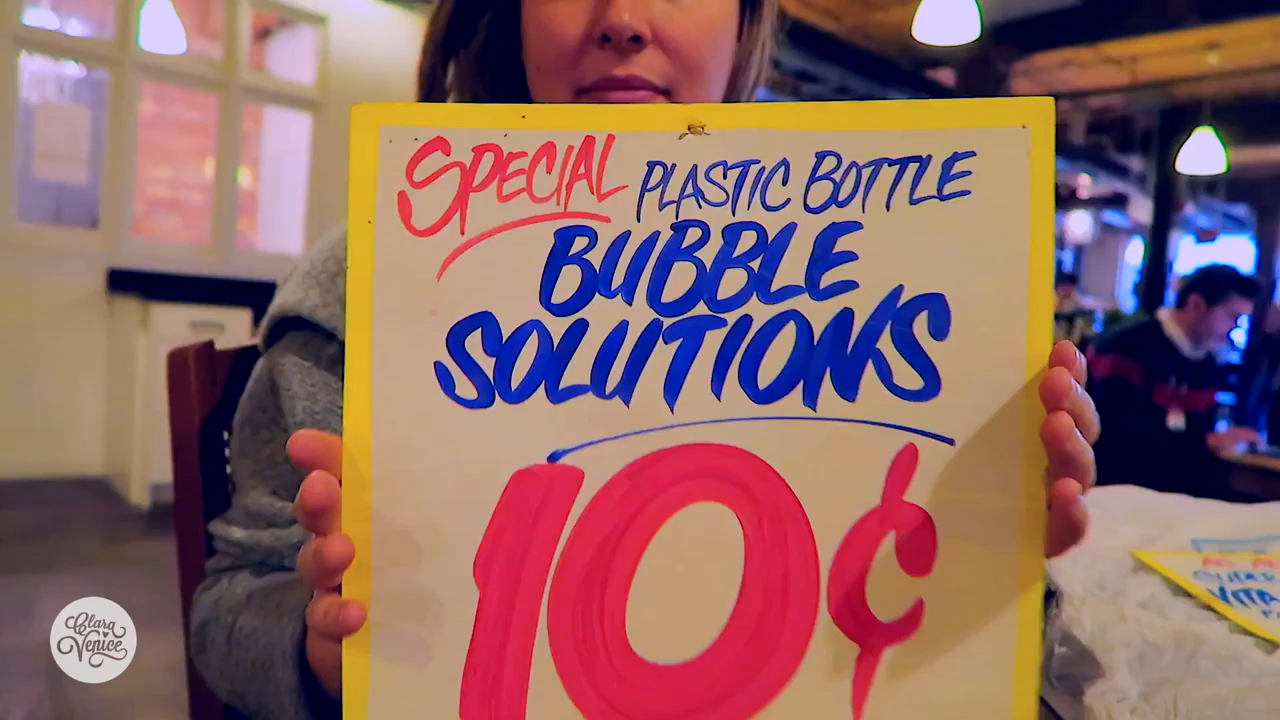 SPECIAL PLASTIC BOTTLE
BUBBLE
SOLUTIONS
10¢
Clara
Venice